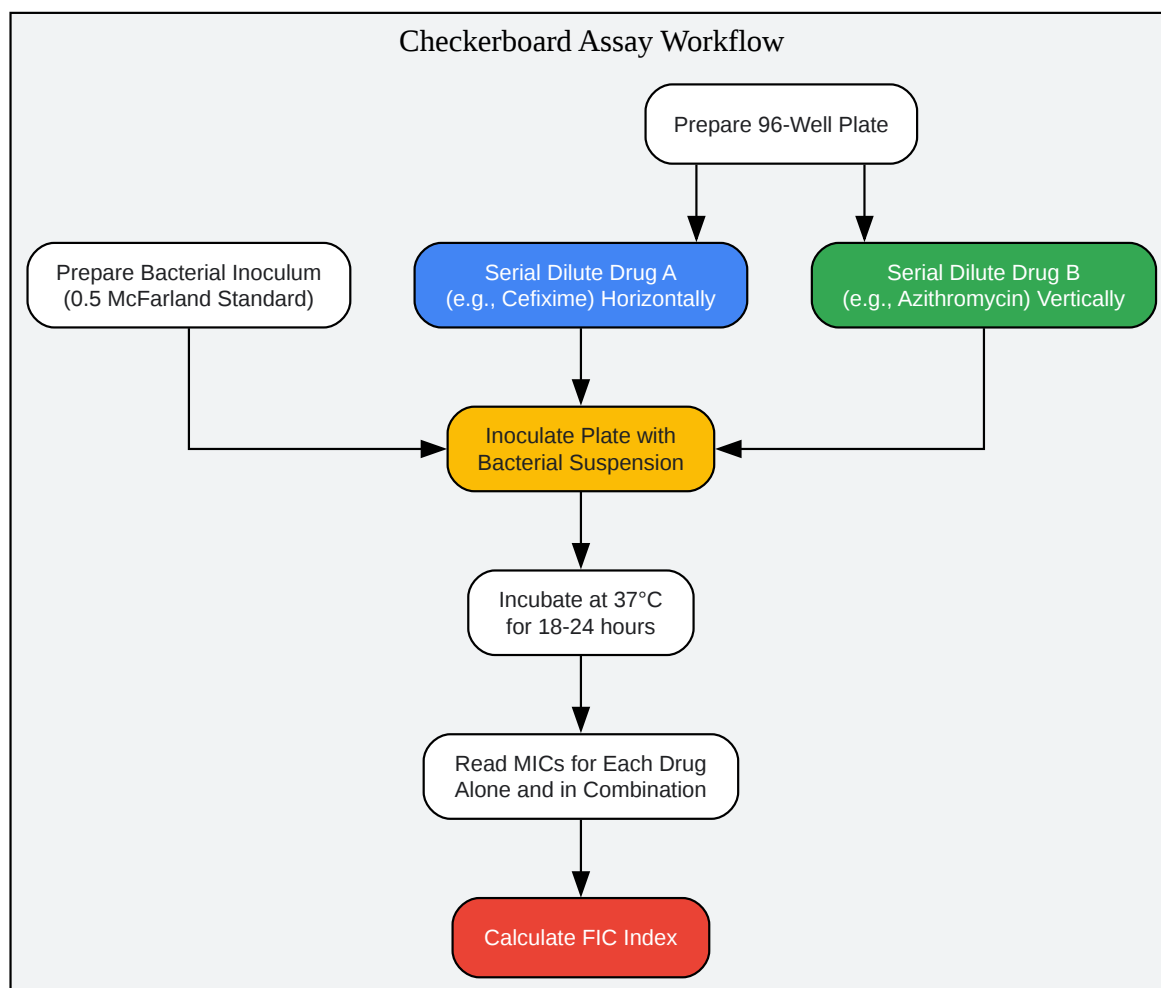 Checkerboard Assay Workflow
Prepare 96-Well Plate
Prepare Bacterial Inoculum
(0.5 McFarland Standard)
Serial Dilute Drug A
(e.g., Cefixime) Horizontally
Serial Dilute Drug B
(e.g., Azithromycin) Vertically
Inoculate Plate with
Bacterial Suspension
Incubate at 37°C
for 18-24 hours
Read MICs for Each Drug
Alone and in Combination
Calculate FIC Index